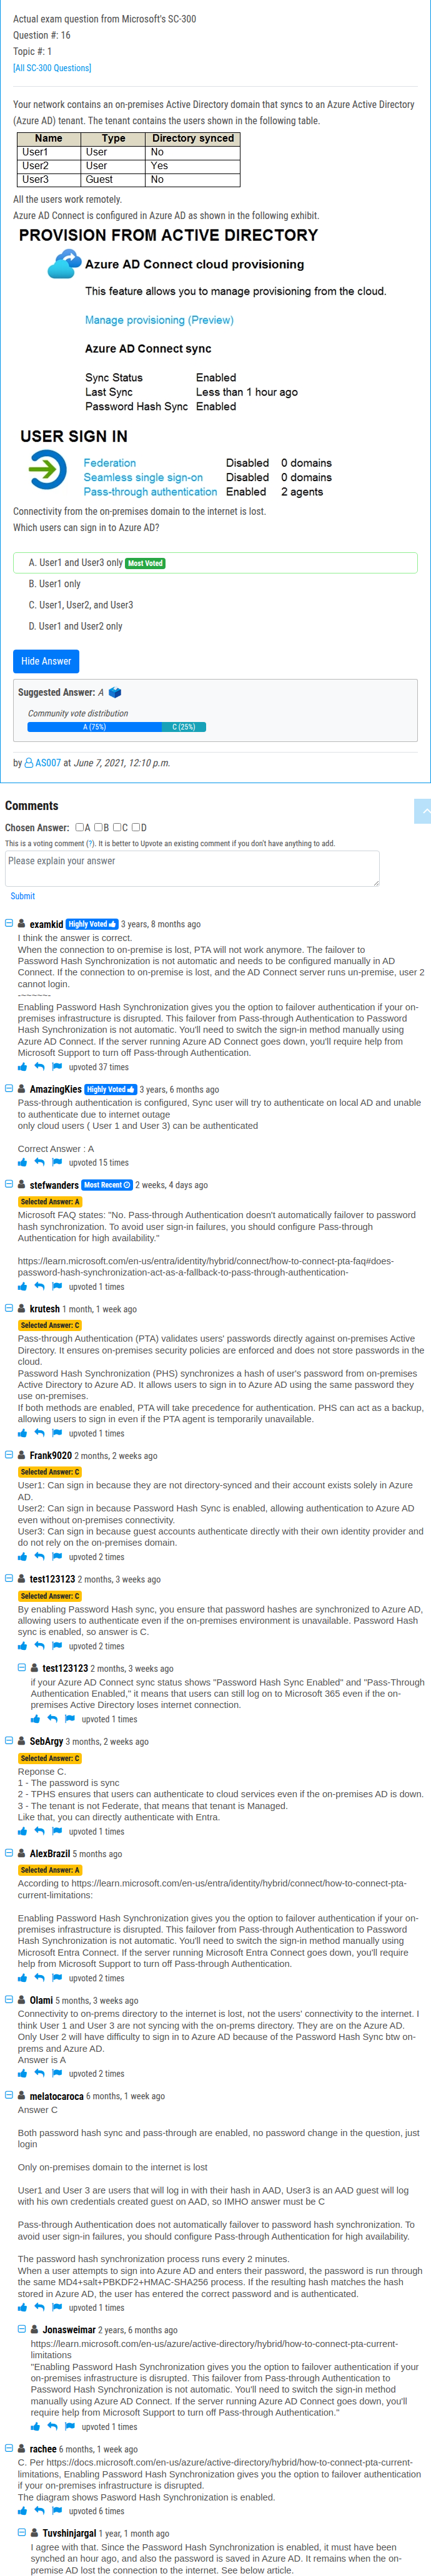 Actual exam question from Microsoft's SC-300
Question #: 16
Topic #: 1
[All SC-300 Questions]
Your network contains an on-premises Active Directory domain that syncs to an Azure Active Directory
(Azure AD) tenant. The tenant contains the users shown in the following table.
Name Type Directory synced
User1 User No
User2 User Yes
User3 Guest No
All the users work remotely.
Azure AD Connect is configured in Azure AD as shown in the following exhibit.
PROVISION FROM ACTIVE DIRECTORY
Azure AD Connect cloud provisioning
This feature allows you to manage provisioning from the cloud.
Manage provisioning (Preview)
Azure AD Connect sync
Sync Status Enabled
Last Sync Less than 1 hour ago
Password Hash Sync Enabled
USER SIGN IN
Federation Disabled 0 domains
Seamless single sign-on Disabled 0 domains
Pass-through authentication Enabled 2 agents
Connectivity from the on-premises domain to the internet is lost.
Which users can sign in to Azure AD?
A. User1 and User3 only Most Voted
B. User1 only
C. User1, User2, and User3
D. User1 and User2 only
Hide Answer
Suggested Answer: A
Community vote distribution
A (75%) C (25%)
by AS007 at June 7, 2021, 12:10 p.m.
Comments
Chosen Answer: A B C D
This is a voting comment (?). It is better to Upvote an existing comment if you don't have anything to add.
Please explain your answer
Submit
examkid Highly Voted 3 years, 8 months ago
I think the answer is correct.
When the connection to on-premise is lost, PTA will not work anymore. The failover to
Password Hash Synchronization is not automatic and needs to be configured manually in AD
Connect. If the connection to on-premise is lost, and the AD Connect server runs un-premise, user 2
cannot login.
-~~~~~~-
Enabling Password Hash Synchronization gives you the option to failover authentication if your on-
premises infrastructure is disrupted. This failover from Pass-through Authentication to Password
Hash Synchronization is not automatic. You'll need to switch the sign-in method manually using
Azure AD Connect. If the server running Azure AD Connect goes down, you'll require help from
Microsoft Support to turn off Pass-through Authentication.
upvoted 37 times
AmazingKies Highly Voted 3 years, 6 months ago
Pass-through authentication is configured, Sync user will try to authenticate on local AD and unable
to authenticate due to internet outage
only cloud users ( User 1 and User 3) can be authenticated
Correct Answer : A
upvoted 15 times
stefwanders Most Recent 2 weeks, 4 days ago
Selected Answer: A
Microsoft FAQ states: "No. Pass-through Authentication doesn't automatically failover to password
hash synchronization. To avoid user sign-in failures, you should configure Pass-through
Authentication for high availability."
https://learn.microsoft.com/en-us/entra/identity/hybrid/connect/how-to-connect-pta-faq#does-
password-hash-synchronization-act-as-a-fallback-to-pass-through-authentication-
upvoted 1 times
krutesh 1 month, 1 week ago
Selected Answer: C
Pass-through Authentication (PTA) validates users' passwords directly against on-premises Active
Directory. It ensures on-premises security policies are enforced and does not store passwords in the
cloud.
Password Hash Synchronization (PHS) synchronizes a hash of user's password from on-premises
Active Directory to Azure AD. It allows users to sign in to Azure AD using the same password they
use on-premises.
If both methods are enabled, PTA will take precedence for authentication. PHS can act as a backup,
allowing users to sign in even if the PTA agent is temporarily unavailable.
upvoted 1 times
Frank9020 2 months, 2 weeks ago
Selected Answer: C
User1: Can sign in because they are not directory-synced and their account exists solely in Azure
AD.
User2: Can sign in because Password Hash Sync is enabled, allowing authentication to Azure AD
even without on-premises connectivity.
User3: Can sign in because guest accounts authenticate directly with their own identity provider and
do not rely on the on-premises domain.
upvoted 2 times
test123123 2 months, 3 weeks ago
Selected Answer: C
By enabling Password Hash sync, you ensure that password hashes are synchronized to Azure AD,
allowing users to authenticate even if the on-premises environment is unavailable. Password Hash
sync is enabled, so answer is C.
upvoted 2 times
test123123 2 months, 3 weeks ago
if your Azure AD Connect sync status shows "Password Hash Sync Enabled" and "Pass-Through
Authentication Enabled," it means that users can still log on to Microsoft 365 even if the on-
premises Active Directory loses internet connection.
upvoted 1 times
SebArgy 3 months, 2 weeks ago
Selected Answer: C
Reponse C.
1 - The password is sync
2 - TPHS ensures that users can authenticate to cloud services even if the on-premises AD is down.
3 - The tenant is not Federate, that means that tenant is Managed.
Like that, you can directly authenticate with Entra.
upvoted 1 times
AlexBrazil 5 months ago
Selected Answer: A
According to https://learn.microsoft.com/en-us/entra/identity/hybrid/connect/how-to-connect-pta-
current-limitations:
Enabling Password Hash Synchronization gives you the option to failover authentication if your on-
premises infrastructure is disrupted. This failover from Pass-through Authentication to Password
Hash Synchronization is not automatic. You'll need to switch the sign-in method manually using
Microsoft Entra Connect. If the server running Microsoft Entra Connect goes down, you'll require
help from Microsoft Support to turn off Pass-through Authentication.
upvoted 2 times
Olami 5 months, 3 weeks ago
Connectivity to on-prems directory to the internet is lost, not the users' connectivity to the internet. I
think User 1 and User 3 are not syncing with the on-prems directory. They are on the Azure AD.
Only User 2 will have difficulty to sign in to Azure AD because of the Password Hash Sync btw on-
prems and Azure AD.
Answer is A
upvoted 2 times
melatocaroca 6 months, 1 week ago
Answer C
Both password hash sync and pass-through are enabled, no password change in the question, just
login
Only on-premises domain to the internet is lost
User1 and User 3 are users that will log in with their hash in AAD, User3 is an AAD guest will log
with his own credentials created guest on AAD, so IMHO answer must be C
Pass-through Authentication does not automatically failover to password hash synchronization. To
avoid user sign-in failures, you should configure Pass-through Authentication for high availability.
The password hash synchronization process runs every 2 minutes.
When a user attempts to sign into Azure AD and enters their password, the password is run through
the same MD4+salt+PBKDF2+HMAC-SHA256 process. If the resulting hash matches the hash
stored in Azure AD, the user has entered the correct password and is authenticated.
upvoted 1 times
Jonasweimar 2 years, 6 months ago
https://learn.microsoft.com/en-us/azure/active-directory/hybrid/how-to-connect-pta-current-
limitations
"Enabling Password Hash Synchronization gives you the option to failover authentication if your
on-premises infrastructure is disrupted. This failover from Pass-through Authentication to
Password Hash Synchronization is not automatic. You'll need to switch the sign-in method
manually using Azure AD Connect. If the server running Azure AD Connect goes down, you'll
require help from Microsoft Support to turn off Pass-through Authentication."
upvoted 1 times
rachee 6 months, 1 week ago
C. Per https://docs.microsoft.com/en-us/azure/active-directory/hybrid/how-to-connect-pta-current-
limitations, Enabling Password Hash Synchronization gives you the option to failover authentication
if your on-premises infrastructure is disrupted.
The diagram shows Pasword Hash Synchronization is enabled.
upvoted 6 times
Tuvshinjargal 1 year, 1 month ago
I agree with that. Since the Password Hash Synchronization is enabled, it must have been
synched an hour ago, and also the password is saved in Azure AD. It remains when the on-
premise AD lost the connection to the internet. See below article.